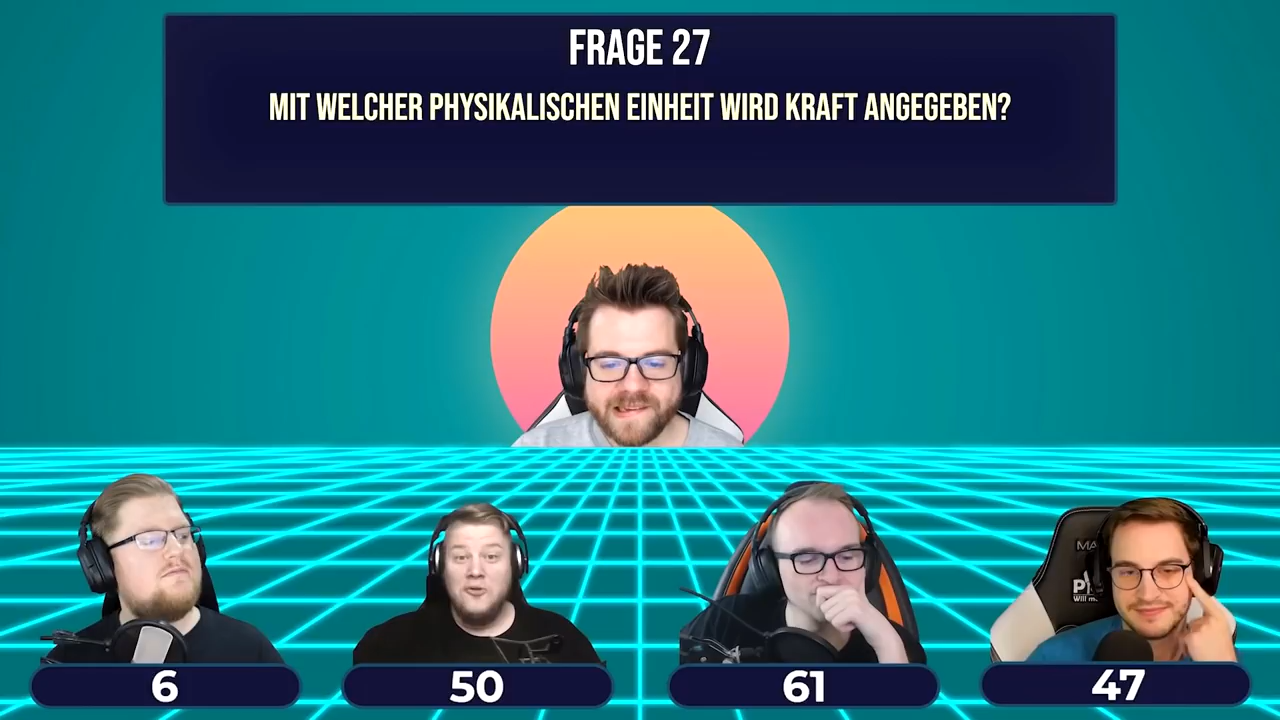 FRAGE 27
MIT WELCHER PHYSIKALISCHEN EINHEIT WIRD KRAFT ANGEGEBEN?
6
50
61
47